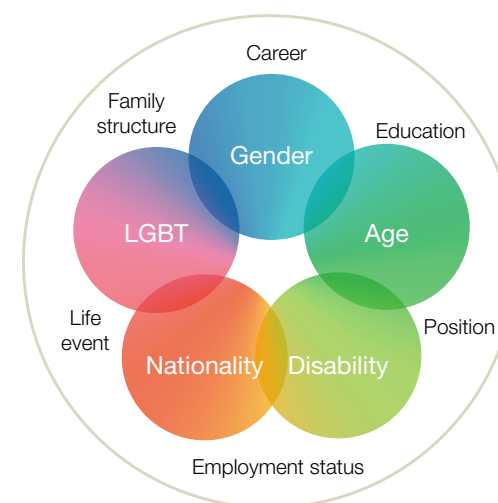 Career
Family
structure
Gender
Education
LGBT
Age
Life
event
Position
Nationality
Disability
Employment status